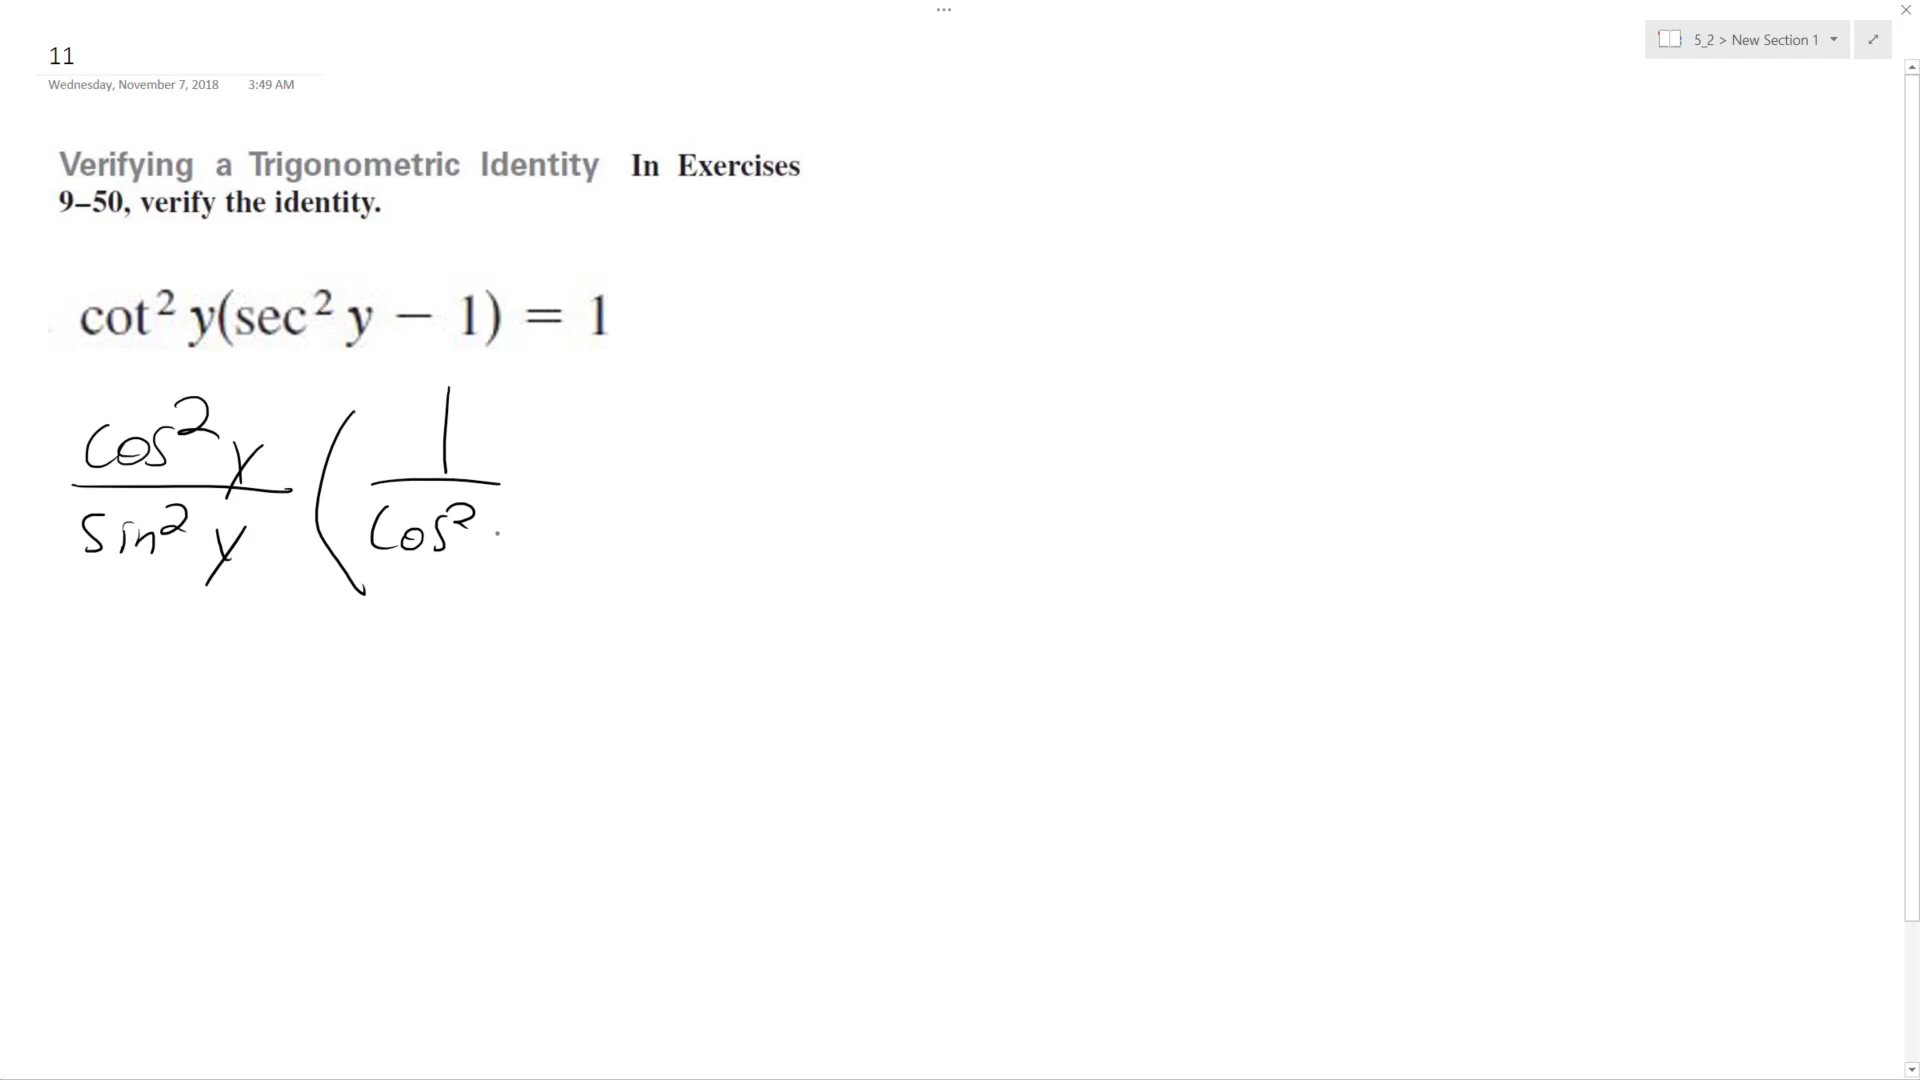 5_2 > New Section 1
11
Wednesday, November 7, 2018 3:49 AM
Verifying a Trigonometric Identity In Exercises
9–50, verify the identity.
cot² y(sec² y − 1) = 1
cos² y ( 1
sin² y cos²